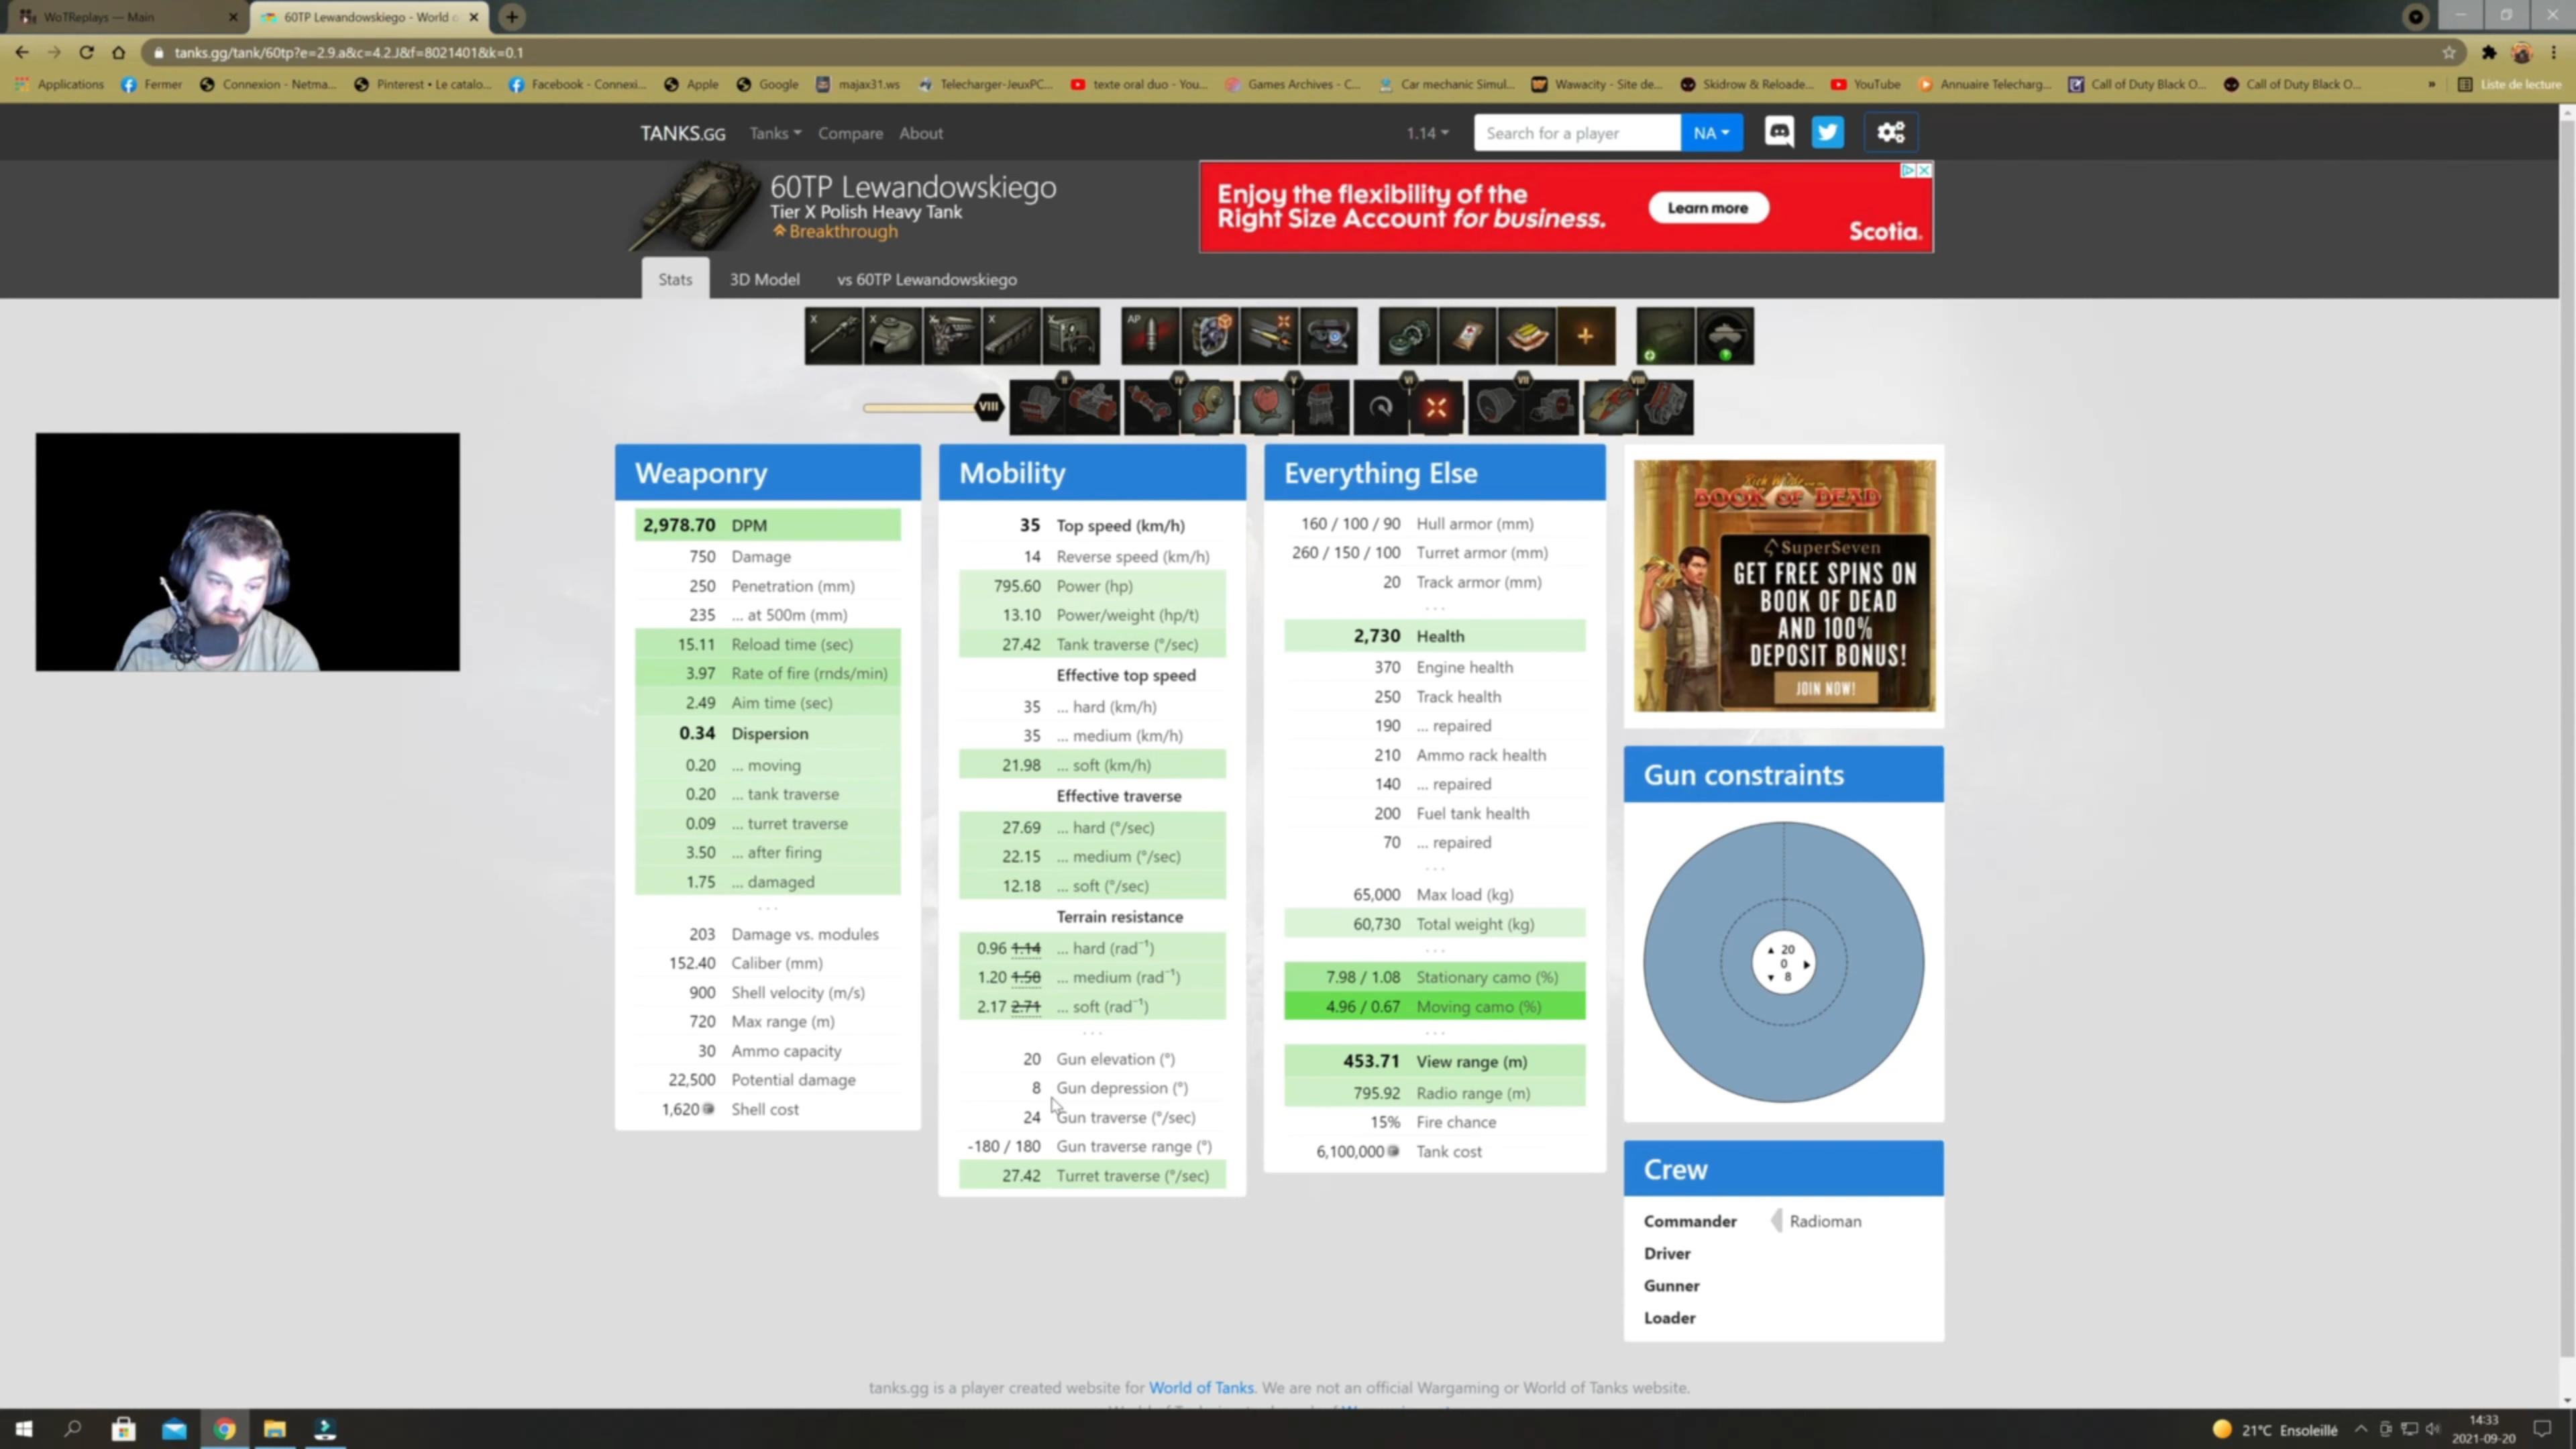 WoTReplays — Main
60TP Lewandowskiego - World o
tanks.gg/tank/60tp?e=2.9.a&c=4.2.J&f=8021401&k=0.1
Applications
Fermer
Connexion - Netma...
Pinterest • Le catalo...
Facebook - Connexi...
Apple
Google
majax31.ws
Telecharger-JeuxPC...
texte oral duo - You...
Games Archives - C...
Car mechanic Simul...
Wawacity - Site de...
Skidrow & Reloade...
YouTube
Annuaire Telecharg...
Call of Duty Black O...
Call of Duty Black O...
»
Liste de lecture
TANKS.GG
Tanks
Compare
About
1.14
Search for a player
NA
60TP Lewandowskiego
Tier X Polish Heavy Tank
Breakthrough
Enjoy the flexibility of the
Right Size Account for business.
Learn more
Scotia.
Stats
3D Model
vs 60TP Lewandowskiego
X
X
X
X
X
AP
VIII
II
IV
V
VI
VII
VIII
Weaponry
2,978.70 DPM
750 Damage
250 Penetration (mm)
235 ... at 500m (mm)
15.11 Reload time (sec)
3.97 Rate of fire (rnds/min)
2.49 Aim time (sec)
0.34 Dispersion
0.20 ... moving
0.20 ... tank traverse
0.09 ... turret traverse
3.50 ... after firing
1.75 ... damaged
...
203 Damage vs. modules
152.40 Caliber (mm)
900 Shell velocity (m/s)
720 Max range (m)
30 Ammo capacity
22,500 Potential damage
1,620 Shell cost
Mobility
35 Top speed (km/h)
14 Reverse speed (km/h)
795.60 Power (hp)
13.10 Power/weight (hp/t)
27.42 Tank traverse (°/sec)
Effective top speed
35 ... hard (km/h)
35 ... medium (km/h)
21.98 ... soft (km/h)
Effective traverse
27.69 ... hard (°/sec)
22.15 ... medium (°/sec)
12.18 ... soft (°/sec)
Terrain resistance
0.96 1.14 ... hard (rad⁻¹)
1.20 1.58 ... medium (rad⁻¹)
2.17 2.71 ... soft (rad⁻¹)
...
20 Gun elevation (°)
8 Gun depression (°)
24 Gun traverse (°/sec)
-180 / 180 Gun traverse range (°)
27.42 Turret traverse (°/sec)
Everything Else
160 / 100 / 90 Hull armor (mm)
260 / 150 / 100 Turret armor (mm)
20 Track armor (mm)
...
2,730 Health
370 Engine health
250 Track health
190 ... repaired
210 Ammo rack health
140 ... repaired
200 Fuel tank health
70 ... repaired
...
65,000 Max load (kg)
60,730 Total weight (kg)
...
7.98 / 1.08 Stationary camo (%)
4.96 / 0.67 Moving camo (%)
...
453.71 View range (m)
795.92 Radio range (m)
15% Fire chance
6,100,000 Tank cost
BOOK OF DEAD
SuperSeven
GET FREE SPINS ON
BOOK OF DEAD
AND 100%
DEPOSIT BONUS!
JOIN NOW!
Gun constraints
20
0
8
Crew
Commander
Radioman
Driver
Gunner
Loader
tanks.gg is a player created website for World of Tanks. We are not an official Wargaming or World of Tanks website.
21°C Ensoleillé
14:33
2021-09-20